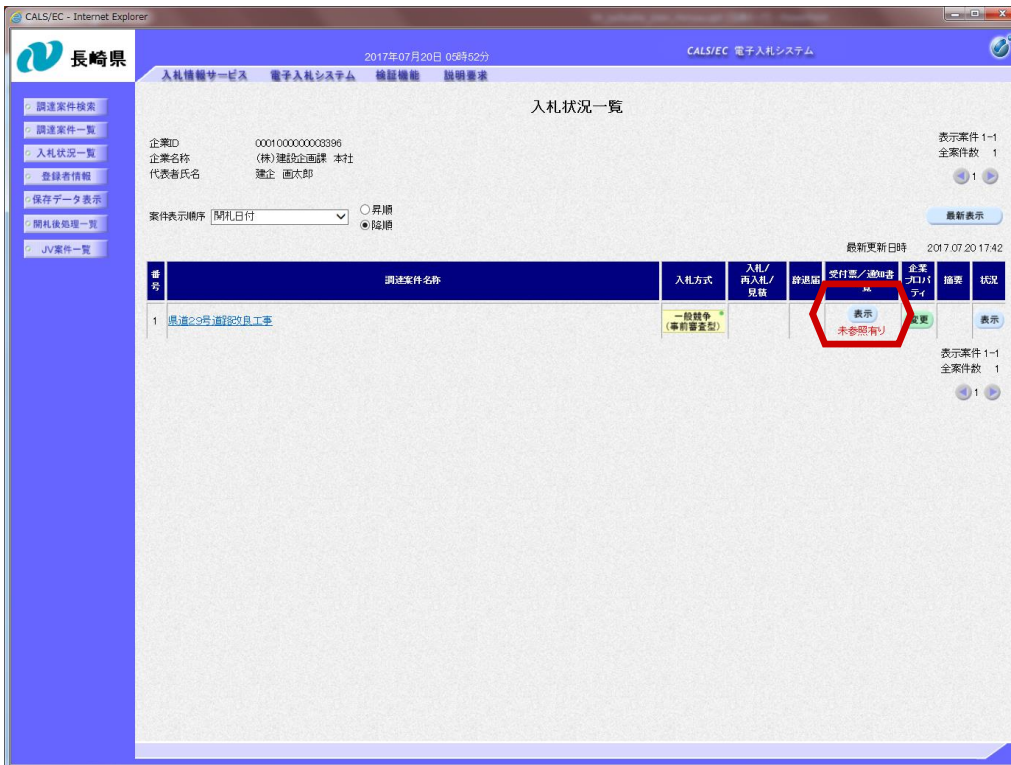 CALS/EC - Internet Explorer
長崎県
2017年07月20日 05時52分
CALS/EC 電子入札システム
入札情報サービス 電子入札システム 検証機能 説明要求
調達案件検索
調達案件一覧
入札状況一覧
登録者情報
保存データ表示
開札後処理一覧
JV案件一覧
入札状況一覧
企業ID 0001000000003396
企業名称 (株)建設企画課 本社
代表者氏名 建企 画太郎
表示案件 1-1
全案件数 1
1
案件表示順序 開札日付
昇順
降順
最新表示
最新更新日時 2017.07.20 17:42
番号 調達案件名称 入札方式 入札/再入札/見積 辞退届 受付票/通知書 企業プロパティ 摘要 状況
1 県道29号道路改良工事 一般競争(事前審査型) 表示 未参照有り 変更 表示
表示案件 1-1
全案件数 1
1